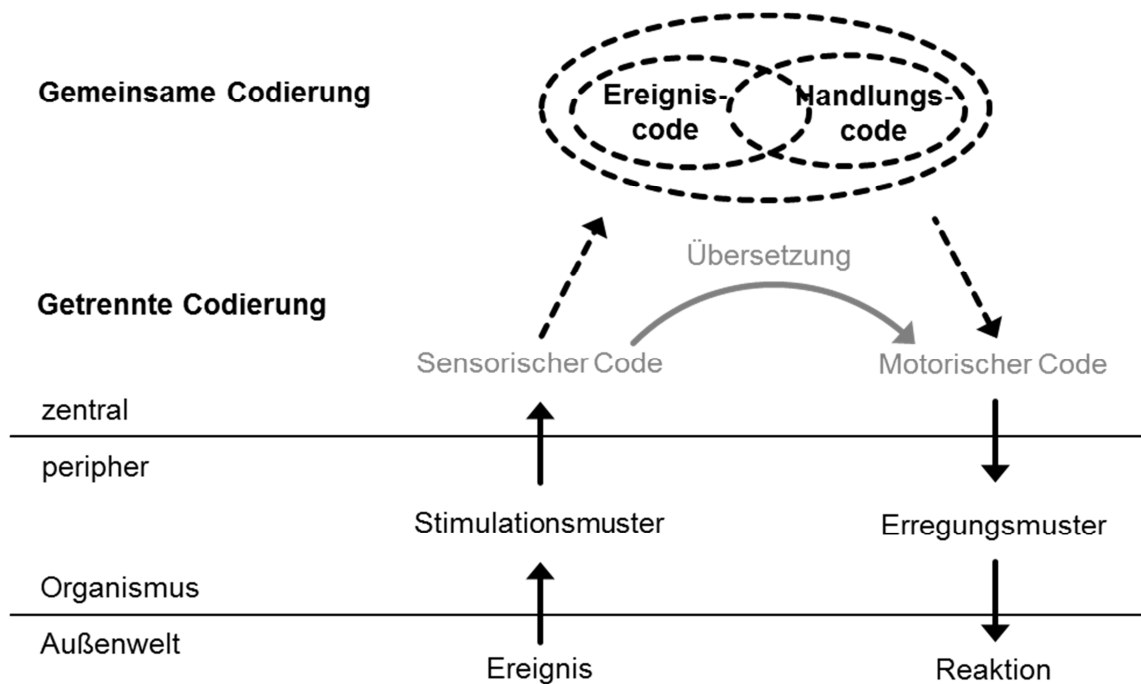 Gemeinsame Codierung
Ereignis-
code
Handlungs-
code
Übersetzung
Getrennte Codierung
Sensorischer Code
Motorischer Code
zentral
peripher
Stimulationsmuster
Erregungsmuster
Organismus
Außenwelt
Ereignis
Reaktion